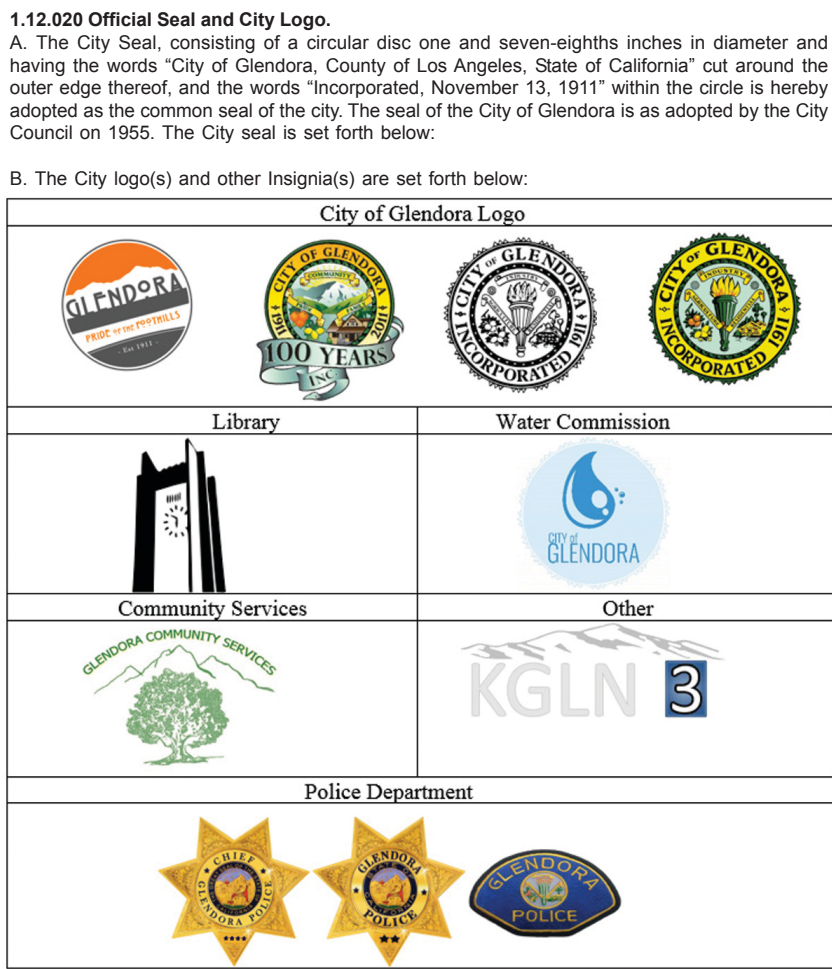 1.12.020 Official Seal and City Logo.
A. The City Seal, consisting of a circular disc one and seven-eighths inches in diameter and
having the words “City of Glendora, County of Los Angeles, State of California” cut around the
outer edge thereof, and the words “Incorporated, November 13, 1911” within the circle is hereby
adopted as the common seal of the city. The seal of the City of Glendora is as adopted by the City
Council on 1955. The City seal is set forth below:
B. The City logo(s) and other Insignia(s) are set forth below:
City of Glendora Logo
GLENDORA
PRIDE OF THE FOOTHILLS
- Est 1911 -
CITY OF GLENDORA
COMMUNITY
1911
2011
100 YEARS
INC
CITY OF GLENDORA
INDUSTRY
INCORPORATED 1911
CITY OF GLENDORA
INDUSTRY
INCORPORATED 1911
Library
Water Commission
CITY of
GLENDORA
Community Services
Other
GLENDORA COMMUNITY SERVICES
KGLN 3
Police Department
CHIEF
GLENDORA POLICE
GLENDORA
STATE OF
CALIFORNIA
POLICE
GLENDORA
POLICE